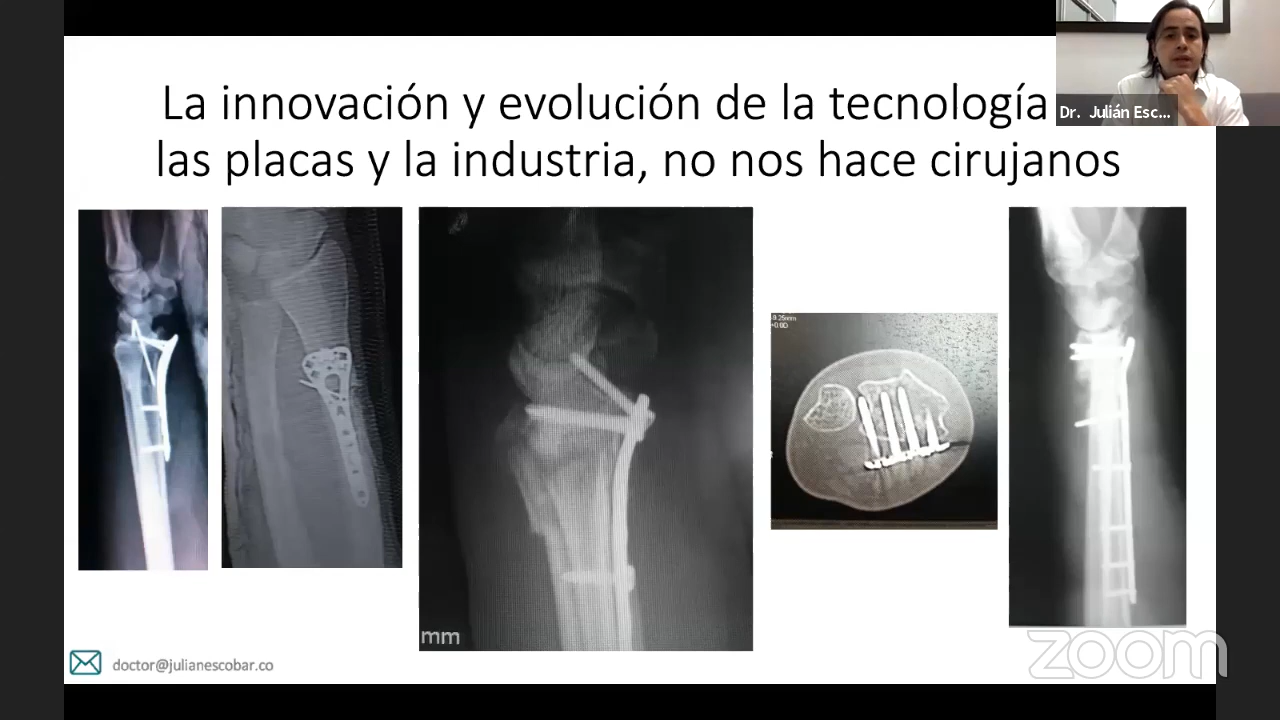 La innovación y evolución de la tecnología
las placas y la industria, no nos hace cirujanos
Dr. Julián Esc...
mm
doctor@julianescobar.co
zoom